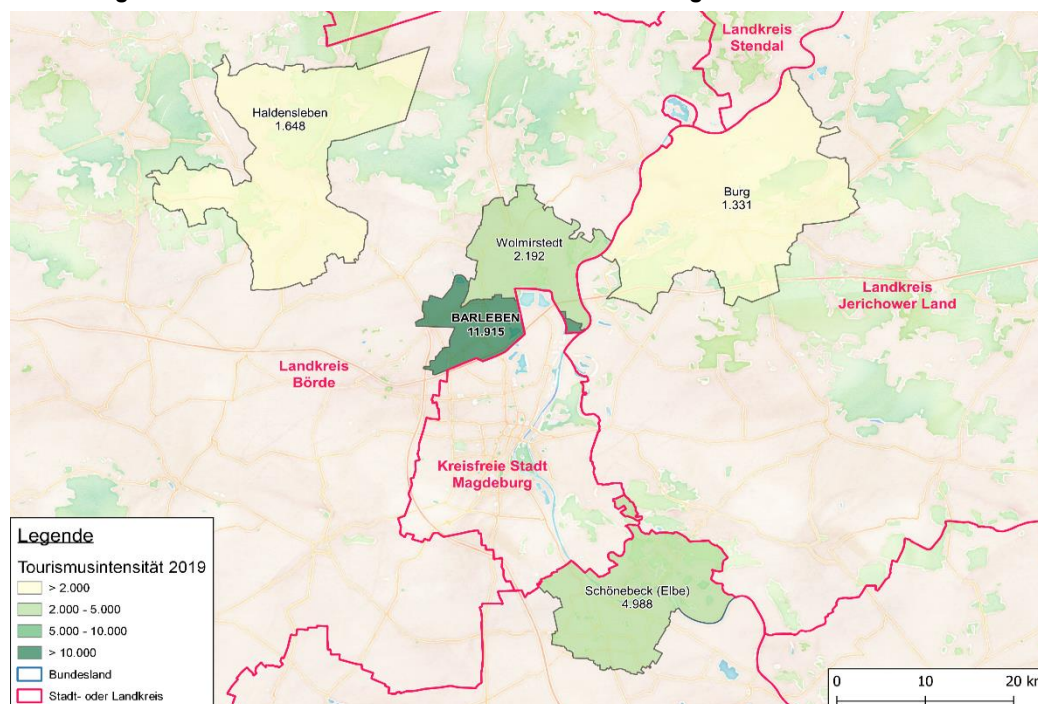 Landkreis
Stendal
Haldensleben
1.648
Burg
1.331
Wolmirstedt
2.192
Landkreis
Jerichower Land
BARLEBEN
11.915
Landkreis
Börde
Kreisfreie Stadt
Magdeburg
Schönebeck (Elbe)
4.988
Legende
Tourismusintensität 2019
> 2.000
2.000 - 5.000
5.000 - 10.000
> 10.000
Bundesland
Stadt- oder Landkreis
0 10 20 km